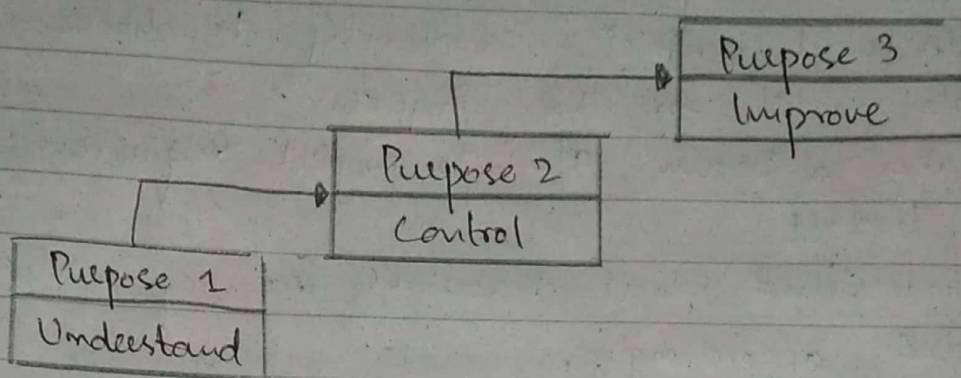 Purpose 3
Improve
Purpose 2
Control
Purpose 1
Understand